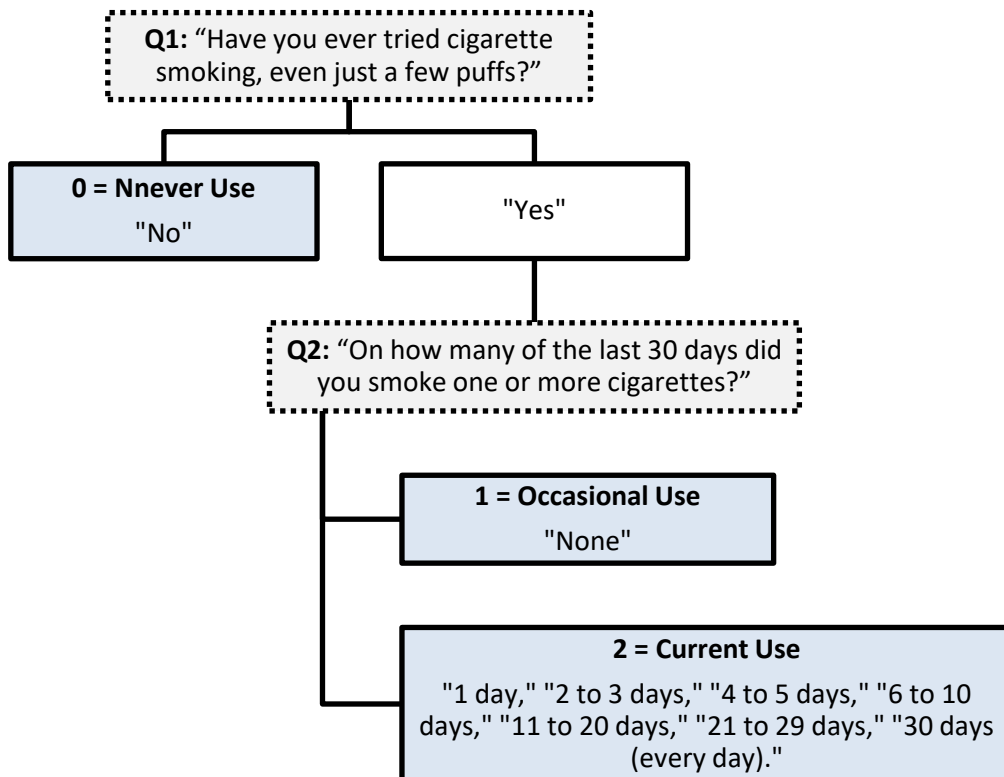 Q1: “Have you ever tried cigarette
smoking, even just a few puffs?”
0 = Nnever Use
"No"
"Yes"
Q2: “On how many of the last 30 days did
you smoke one or more cigarettes?”
1 = Occasional Use
"None"
2 = Current Use
"1 day," "2 to 3 days," "4 to 5 days," "6 to 10
days," "11 to 20 days," "21 to 29 days," "30 days
(every day)."